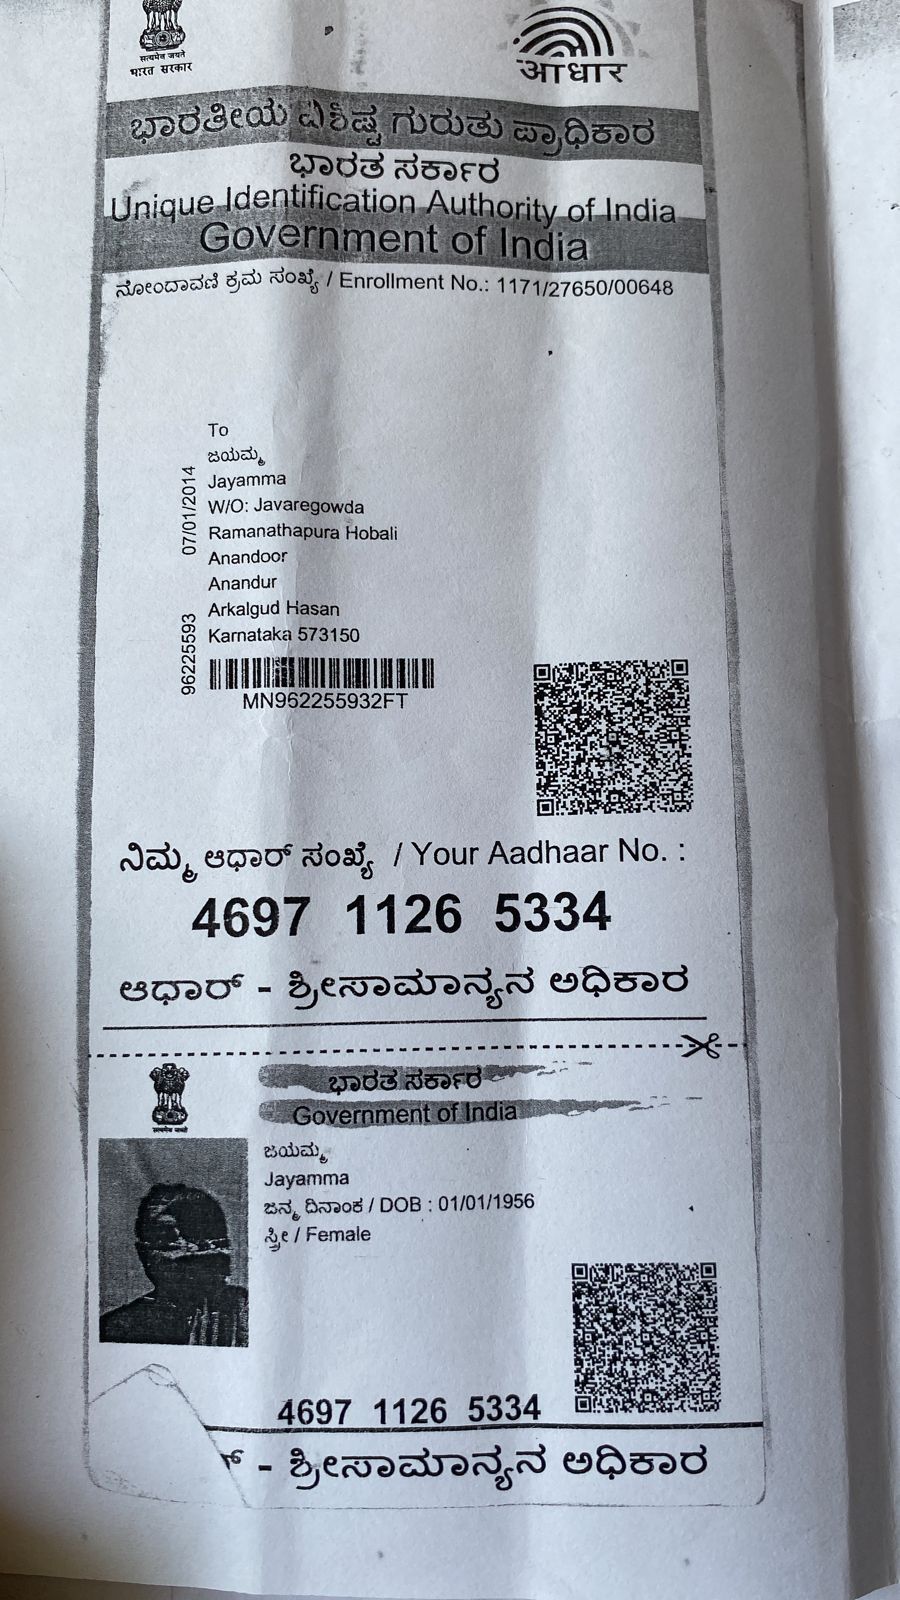 सत्यमेव जयते
भारत सरकार
आधार
ಭಾರತೀಯ ವಿಶಿಷ್ಟ ಗುರುತು ಪ್ರಾಧಿಕಾರ
ಭಾರತ ಸರ್ಕಾರ
Unique Identification Authority of India
Government of India
ನೋಂದಾವಣಿ ಕ್ರಮ ಸಂಖ್ಯೆ / Enrollment No.: 1171/27650/00648
To
ಜಯಮ್ಮ
Jayamma
W/O: Javaregowda
Ramanathapura Hobali
Anandoor
Anandur
Arkalgud Hasan
Karnataka 573150
07/01/2014
96225593
MN962255932FT
ನಿಮ್ಮ ಆಧಾರ್ ಸಂಖ್ಯೆ / Your Aadhaar No. :
4697 1126 5334
ಆಧಾರ್ - ಶ್ರೀಸಾಮಾನ್ಯನ ಅಧಿಕಾರ
ಭಾರತ ಸರ್ಕಾರ
Government of India
ಜಯಮ್ಮ
Jayamma
ಜನ್ಮ ದಿನಾಂಕ / DOB : 01/01/1956
ಸ್ತ್ರೀ / Female
4697 1126 5334
- ಶ್ರೀಸಾಮಾನ್ಯನ ಅಧಿಕಾರ